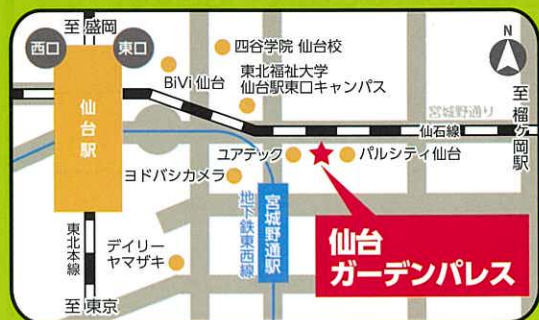 至 盛岡
西口
東口
四谷学院 仙台校
N
BiVi 仙台
東北福祉大学
仙台駅東口キャンパス
仙台駅
宮城野通り
至 榴ヶ岡駅
仙石線
ユアテック
パルシティ仙台
ヨドバシカメラ
宮城野通駅
地下鉄東西線
東北本線
デイリー
ヤマザキ
仙台
ガーデンパレス
至 東京